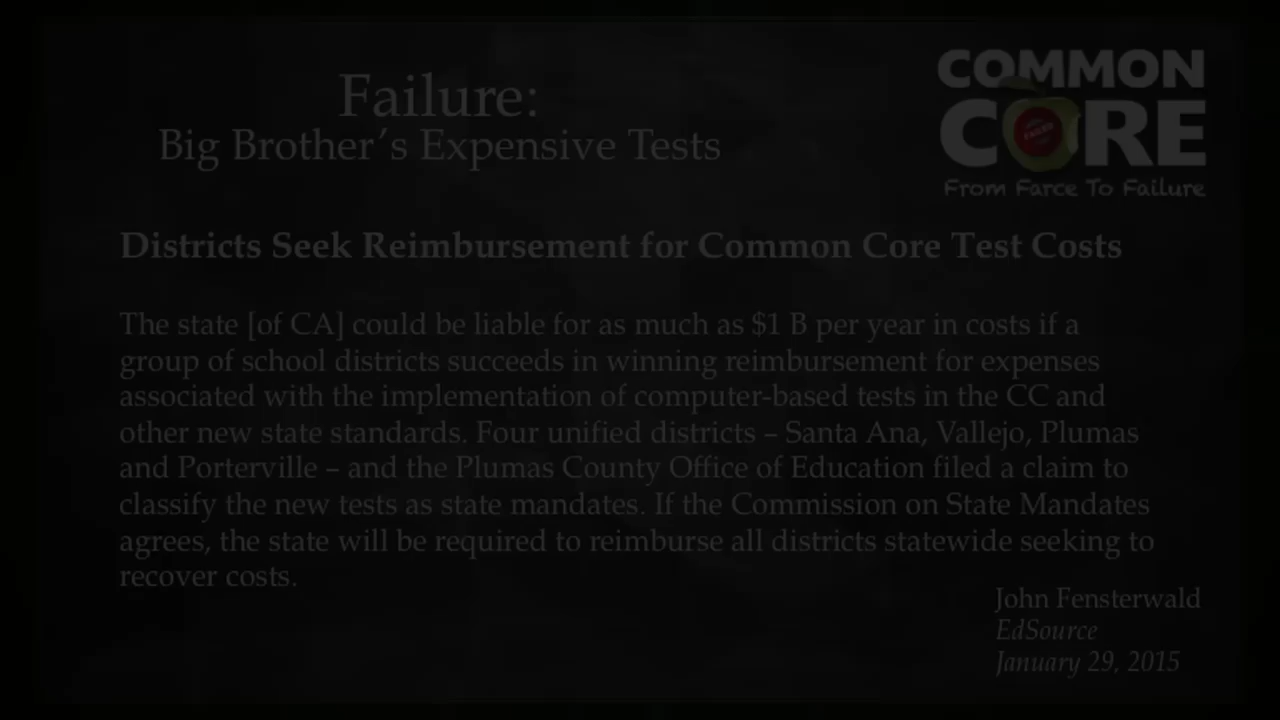 Failure:
Big Brother's Expensive Tests
COMMON
CORE
From Farce To Failure
Districts Seek Reimbursement for Common Core Test Costs
The state [of CA] could be liable for as much as $1 B per year in costs if a
group of school districts succeeds in winning reimbursement for expenses
associated with the implementation of computer-based tests in the CC and
other new state standards. Four unified districts – Santa Ana, Vallejo, Plumas
and Porterville – and the Plumas County Office of Education filed a claim to
classify the new tests as state mandates. If the Commission on State Mandates
agrees, the state will be required to reimburse all districts statewide seeking to
recover costs.
John Fensterwald
EdSource
January 29, 2015